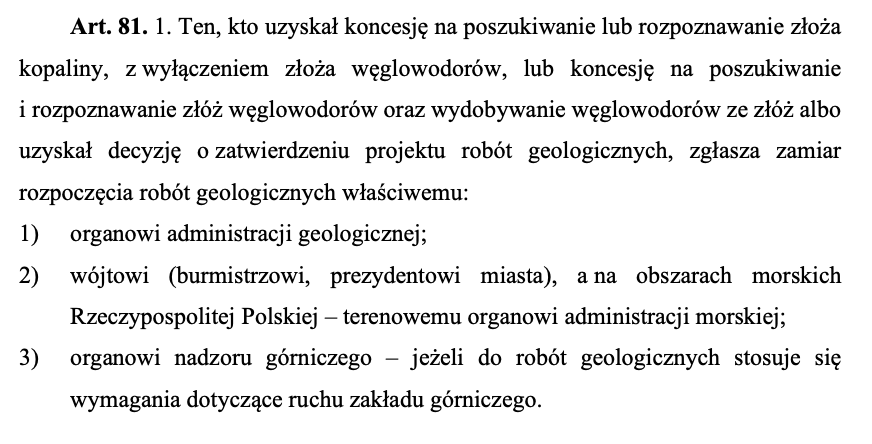 Art. 81. 1. Ten, kto uzyskał koncesję na poszukiwanie lub rozpoznawanie złoża
kopaliny, z wyłączeniem złoża węglowodorów, lub koncesję na poszukiwanie
i rozpoznawanie złóż węglowodorów oraz wydobywanie węglowodorów ze złóż albo
uzyskał decyzję o zatwierdzeniu projektu robót geologicznych, zgłasza zamiar
rozpoczęcia robót geologicznych właściwemu:
1) organowi administracji geologicznej;
2) wójtowi (burmistrzowi, prezydentowi miasta), a na obszarach morskich
Rzeczypospolitej Polskiej – terenowemu organowi administracji morskiej;
3) organowi nadzoru górniczego – jeżeli do robót geologicznych stosuje się
wymagania dotyczące ruchu zakładu górniczego.